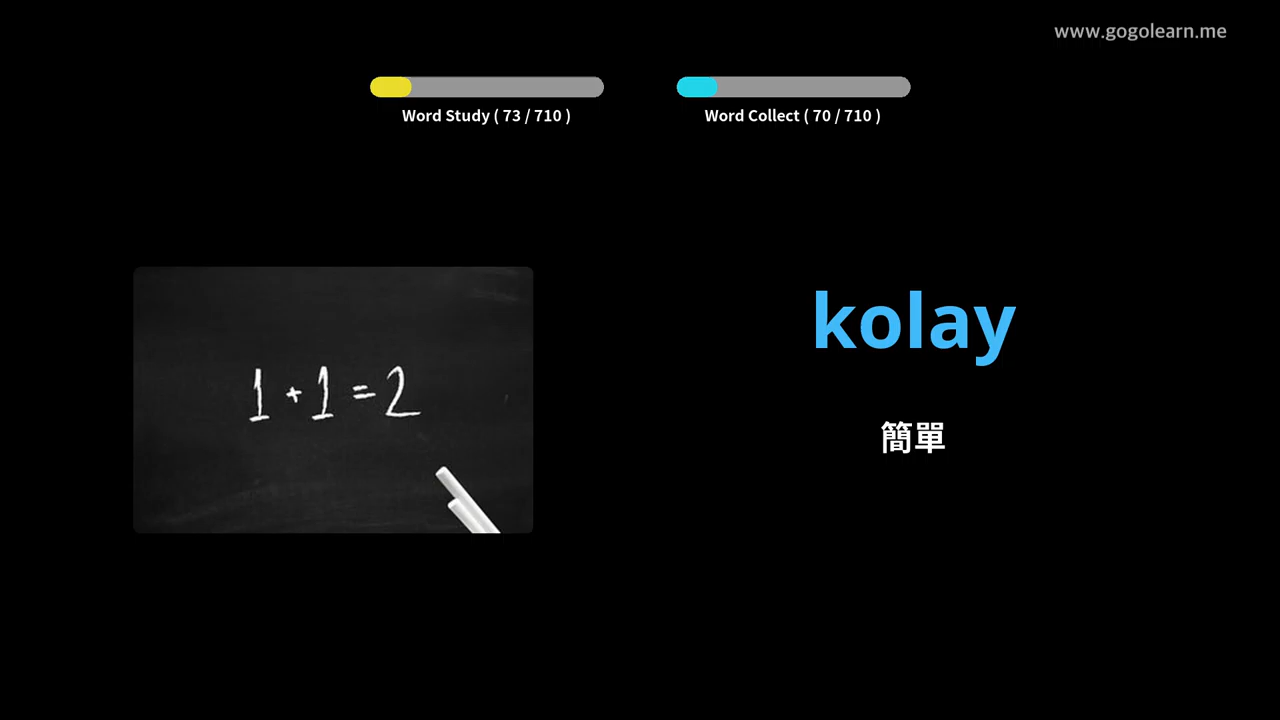 www.gogolearn.me
Word Study ( 73 / 710 )
Word Collect ( 70 / 710 )
1 + 1 = 2
kolay
簡單